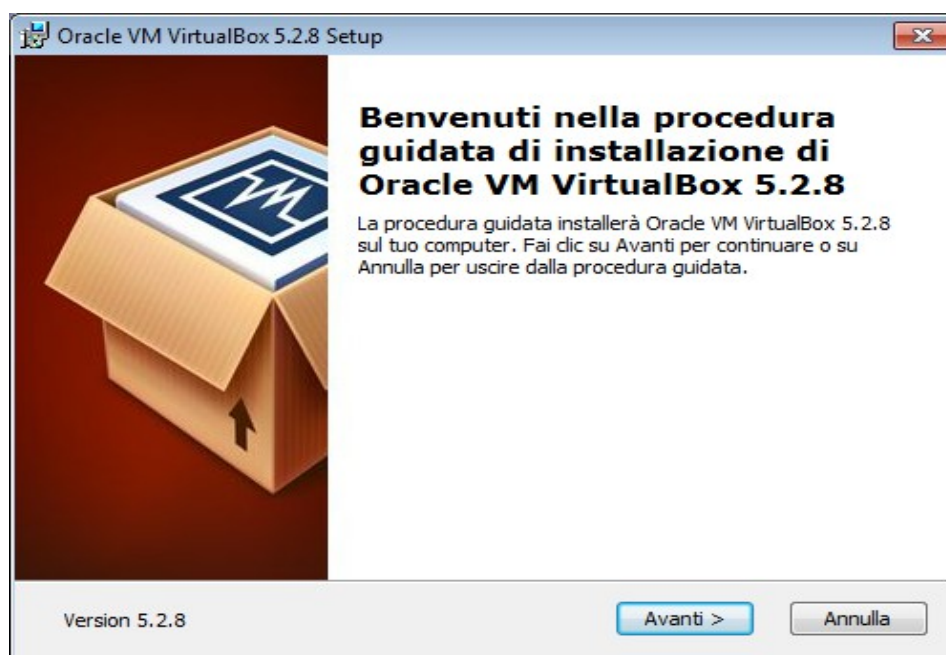 Oracle VM VirtualBox 5.2.8 Setup
Benvenuti nella procedura
guidata di installazione di
Oracle VM VirtualBox 5.2.8
La procedura guidata installerà Oracle VM VirtualBox 5.2.8
sul tuo computer. Fai clic su Avanti per continuare o su
Annulla per uscire dalla procedura guidata.
Version 5.2.8
Avanti >
Annulla